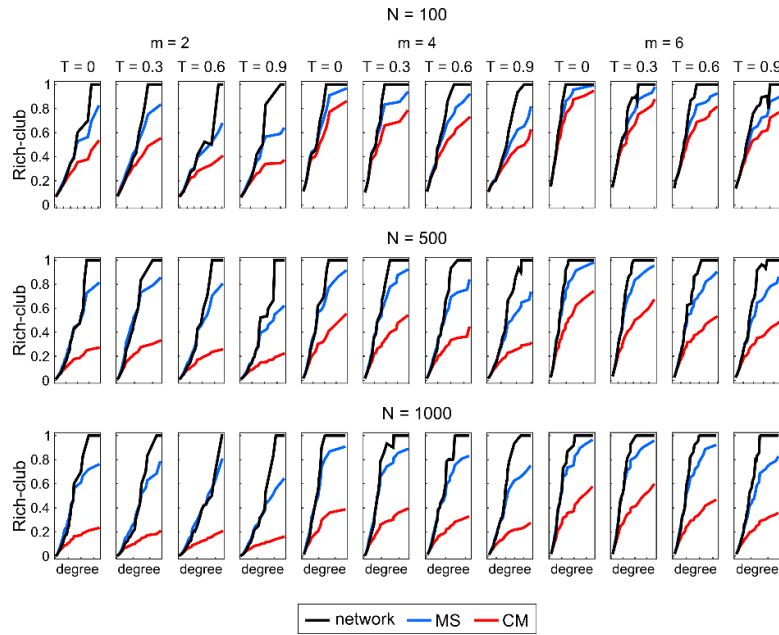 N = 100
m = 2 m = 4 m = 6
T = 0 T = 0.3 T = 0.6 T = 0.9 T = 0 T = 0.3 T = 0.6 T = 0.9 T = 0 T = 0.3 T = 0.6 T = 0.9
Rich-club
1
0.8
0.6
0.4
0.2
0
N = 500
Rich-club
1
0.8
0.6
0.4
0.2
0
N = 1000
Rich-club
1
0.8
0.6
0.4
0.2
0
degree degree degree degree degree degree degree degree degree degree degree degree
network MS CM